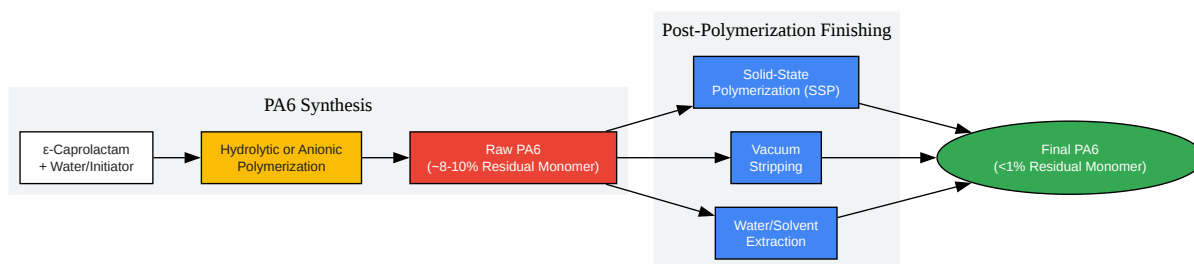 PA6 Synthesis
ε-Caprolactam
+ Water/Initiator
Hydrolytic or Anionic
Polymerization
Raw PA6
(~8-10% Residual Monomer)
Post-Polymerization Finishing
Solid-State
Polymerization (SSP)
Vacuum
Stripping
Water/Solvent
Extraction
Final PA6
(<1% Residual Monomer)